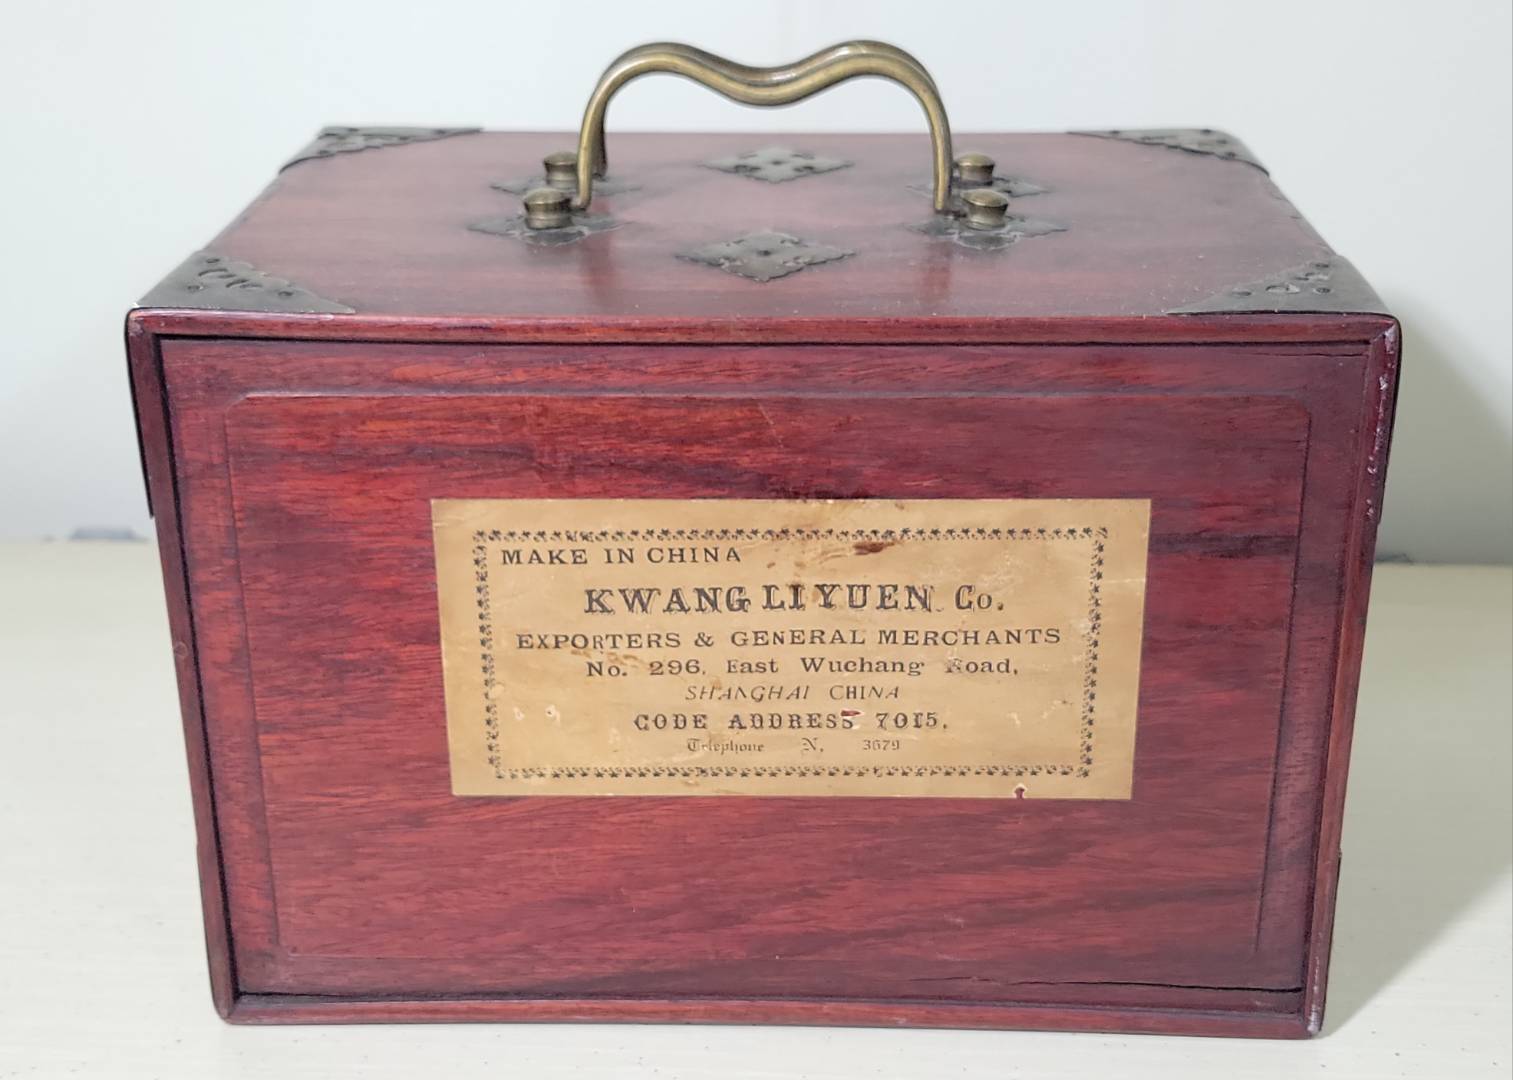 MAKE IN CHINA
KWANG LI YUEN Co.
EXPORTERS & GENERAL MERCHANTS
No. 296, East Wuchang Road,
SHANGHAI CHINA
CODE ADDRESS 7015.
Telephone N, 3679